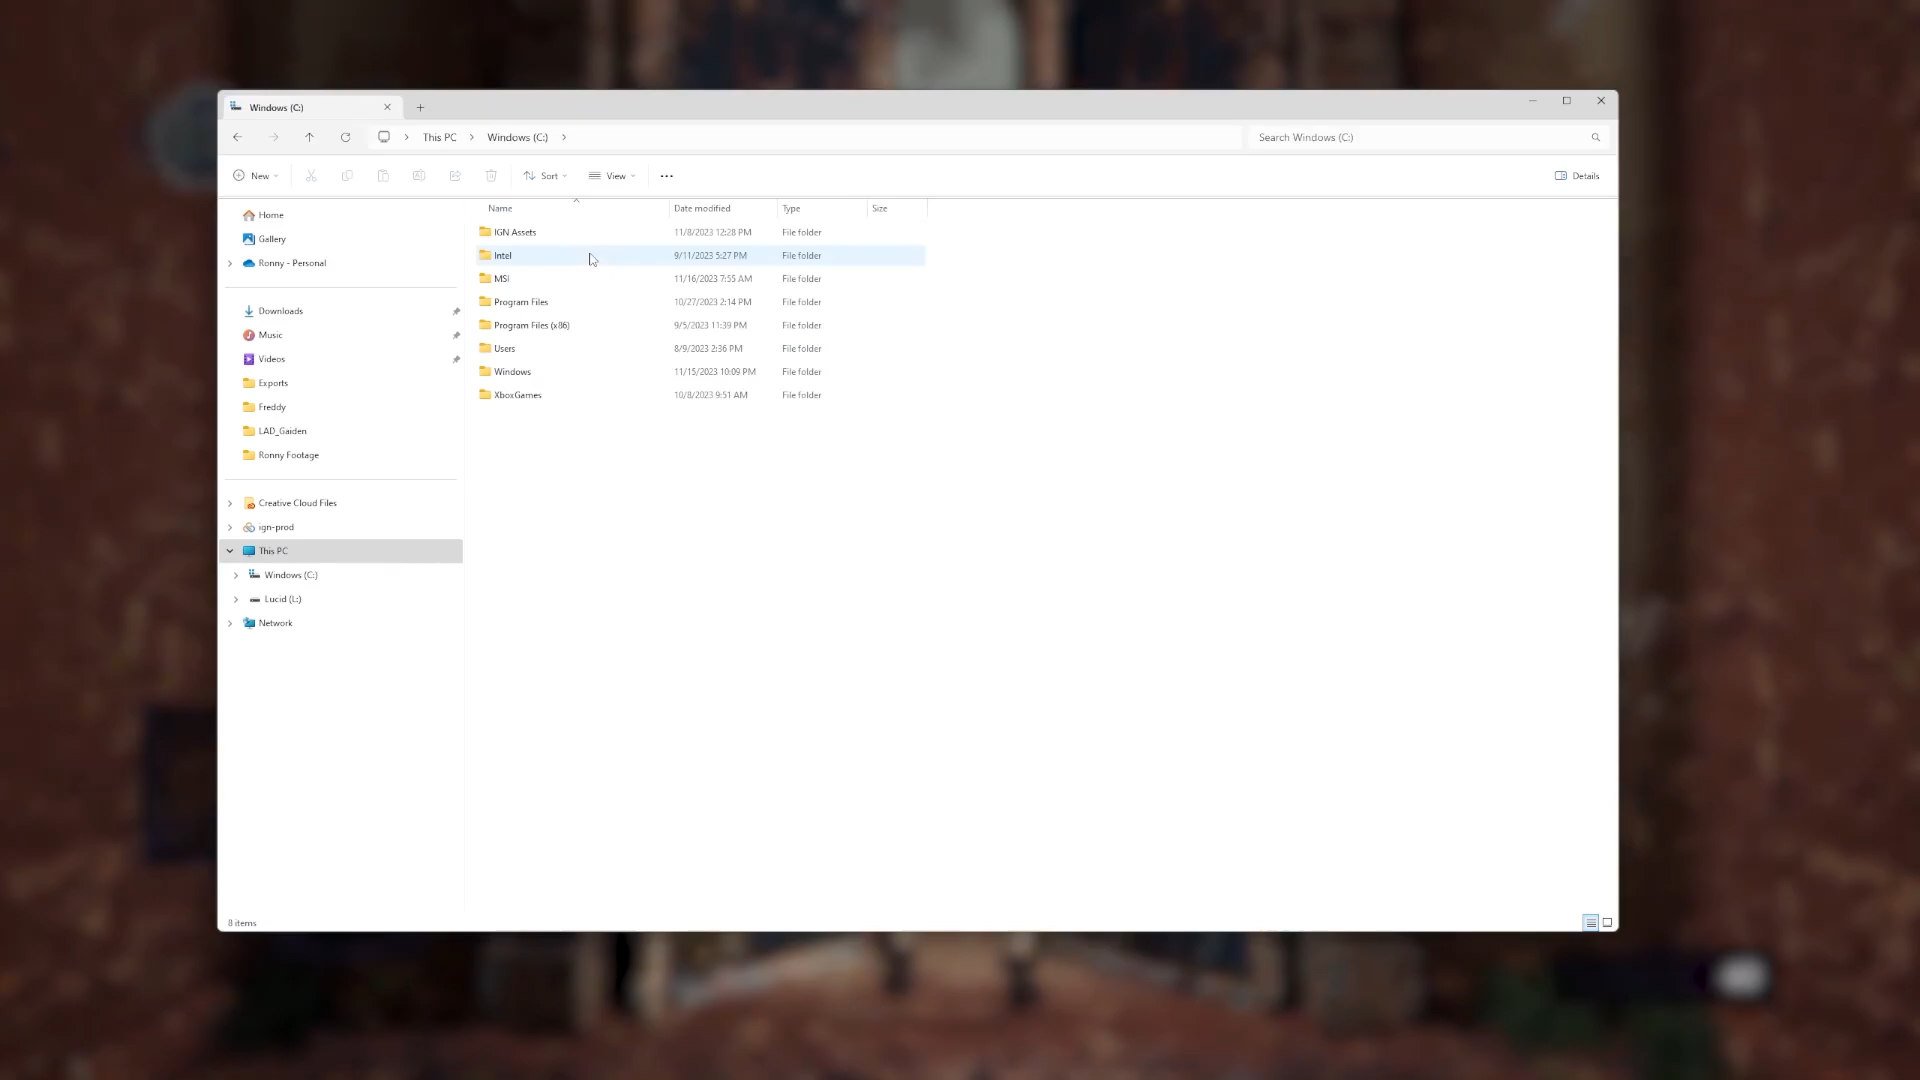 Windows (C:)
This PC
Windows (C:)
Search Windows (C:)
New
Sort
View
Details
Name Date modified Type Size
IGN Assets 11/8/2023 12:28 PM File folder
Intel 9/11/2023 5:27 PM File folder
MSI 11/16/2023 7:55 AM File folder
Program Files 10/27/2023 2:14 PM File folder
Program Files (x86) 9/5/2023 11:39 PM File folder
Users 8/9/2023 2:36 PM File folder
Windows 11/15/2023 10:09 PM File folder
XboxGames 10/8/2023 9:51 AM File folder
Home
Gallery
Ronny - Personal
Downloads
Music
Videos
Exports
Freddy
LAD_Gaiden
Ronny Footage
Creative Cloud Files
ign-prod
This PC
Windows (C:)
Lucid (L:)
Network
8 items